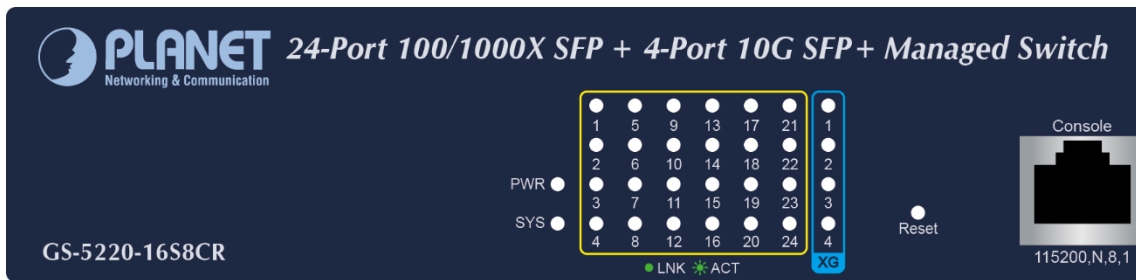 PLANET
Networking & Communication
24-Port 100/1000X SFP + 4-Port 10G SFP+ Managed Switch
1 5 9 13 17 21 1
2 6 10 14 18 22 2
PWR 3 7 11 15 19 23 3
SYS 4 8 12 16 20 24 4
LNK ACT XG
Reset
Console
115200,N,8,1
GS-5220-16S8CR